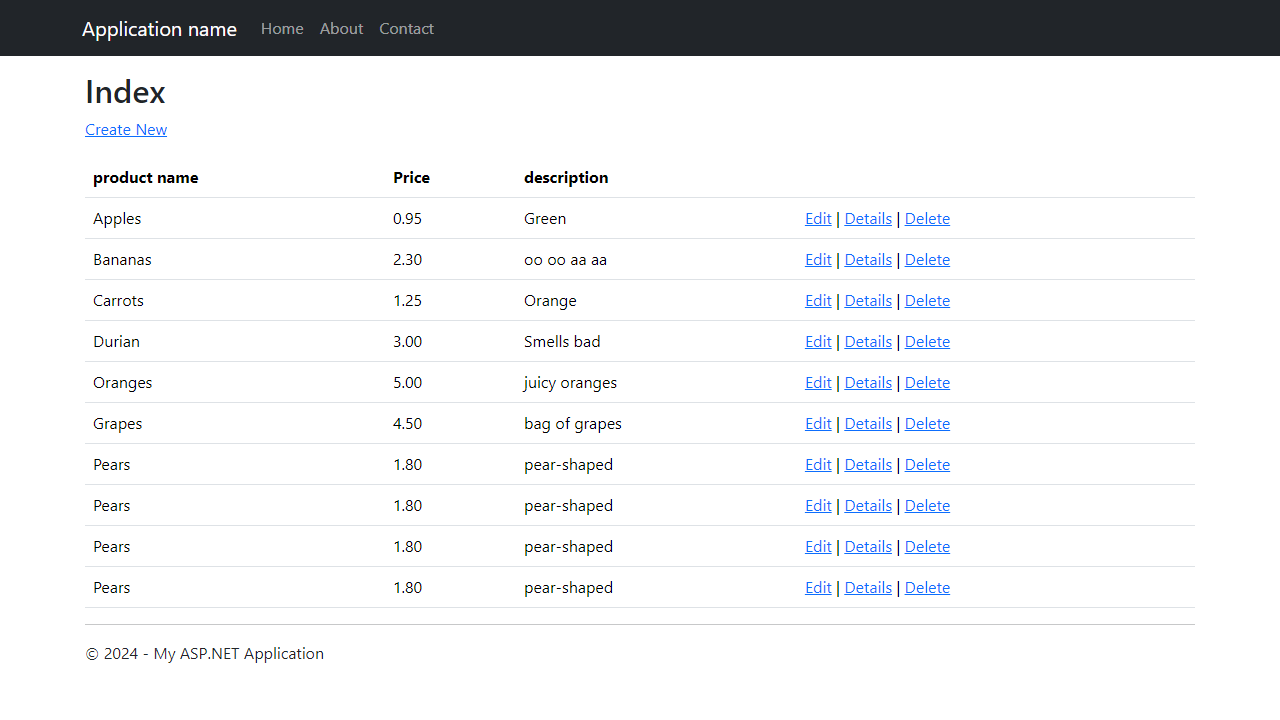 Application name Home About Contact
Index
Create New
product name Price description
Apples 0.95 Green Edit | Details | Delete
Bananas 2.30 oo oo aa aa Edit | Details | Delete
Carrots 1.25 Orange Edit | Details | Delete
Durian 3.00 Smells bad Edit | Details | Delete
Oranges 5.00 juicy oranges Edit | Details | Delete
Grapes 4.50 bag of grapes Edit | Details | Delete
Pears 1.80 pear-shaped Edit | Details | Delete
Pears 1.80 pear-shaped Edit | Details | Delete
Pears 1.80 pear-shaped Edit | Details | Delete
Pears 1.80 pear-shaped Edit | Details | Delete
© 2024 - My ASP.NET Application